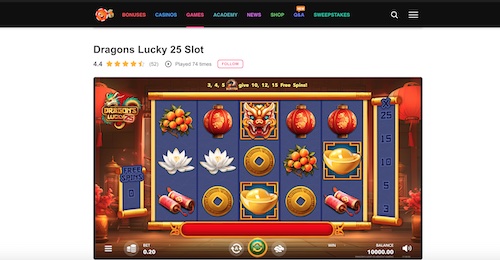 BONUSES CASINOS GAMES ACADEMY NEWS SHOP Q&A SWEEPSTAKES
Dragons Lucky 25 Slot
4.4 (52) Played 74 times FOLLOW
3, 4, 5 give 10, 12, 15 Free Spins!
DRAGON'S
LUCKY 25
X
25
15
10
5
3
FREE
SPINS
0
BET
0.20
WIN
BALANCE
10000.00